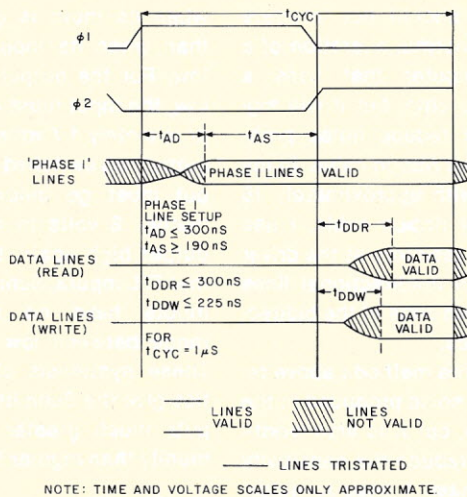 tCYC
ϕ1
ϕ2
tAD
tAS
'PHASE I' LINES
PHASE I LINES VALID
PHASE I
LINE SETUP
tAD ≤ 300nS
tAS ≥ 190nS
tDDR
DATA LINES
(READ)
DATA
VALID
tDDR ≤ 300nS
tDDW ≤ 225nS
tDDW
DATA LINES
(WRITE)
DATA
VALID
FOR
tCYC = 1µS
LINES
VALID
LINES
NOT VALID
LINES TRISTATED
NOTE: TIME AND VOLTAGE SCALES ONLY APPROXIMATE